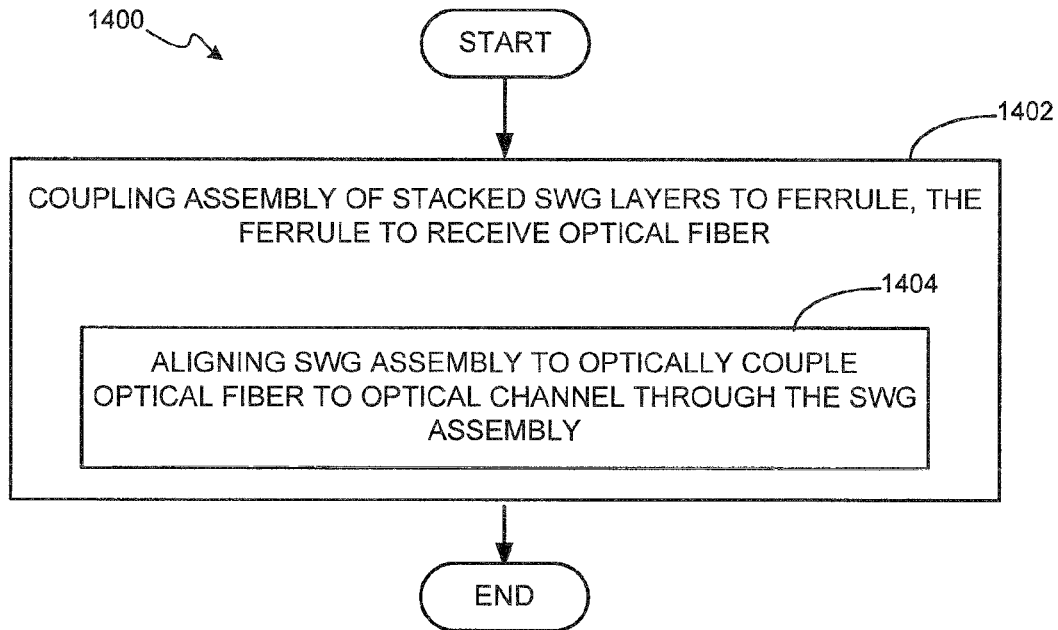 1400
START
1402
COUPLING ASSEMBLY OF STACKED SWG LAYERS TO FERRULE, THE
FERRULE TO RECEIVE OPTICAL FIBER
1404
ALIGNING SWG ASSEMBLY TO OPTICALLY COUPLE
OPTICAL FIBER TO OPTICAL CHANNEL THROUGH THE SWG
ASSEMBLY
END